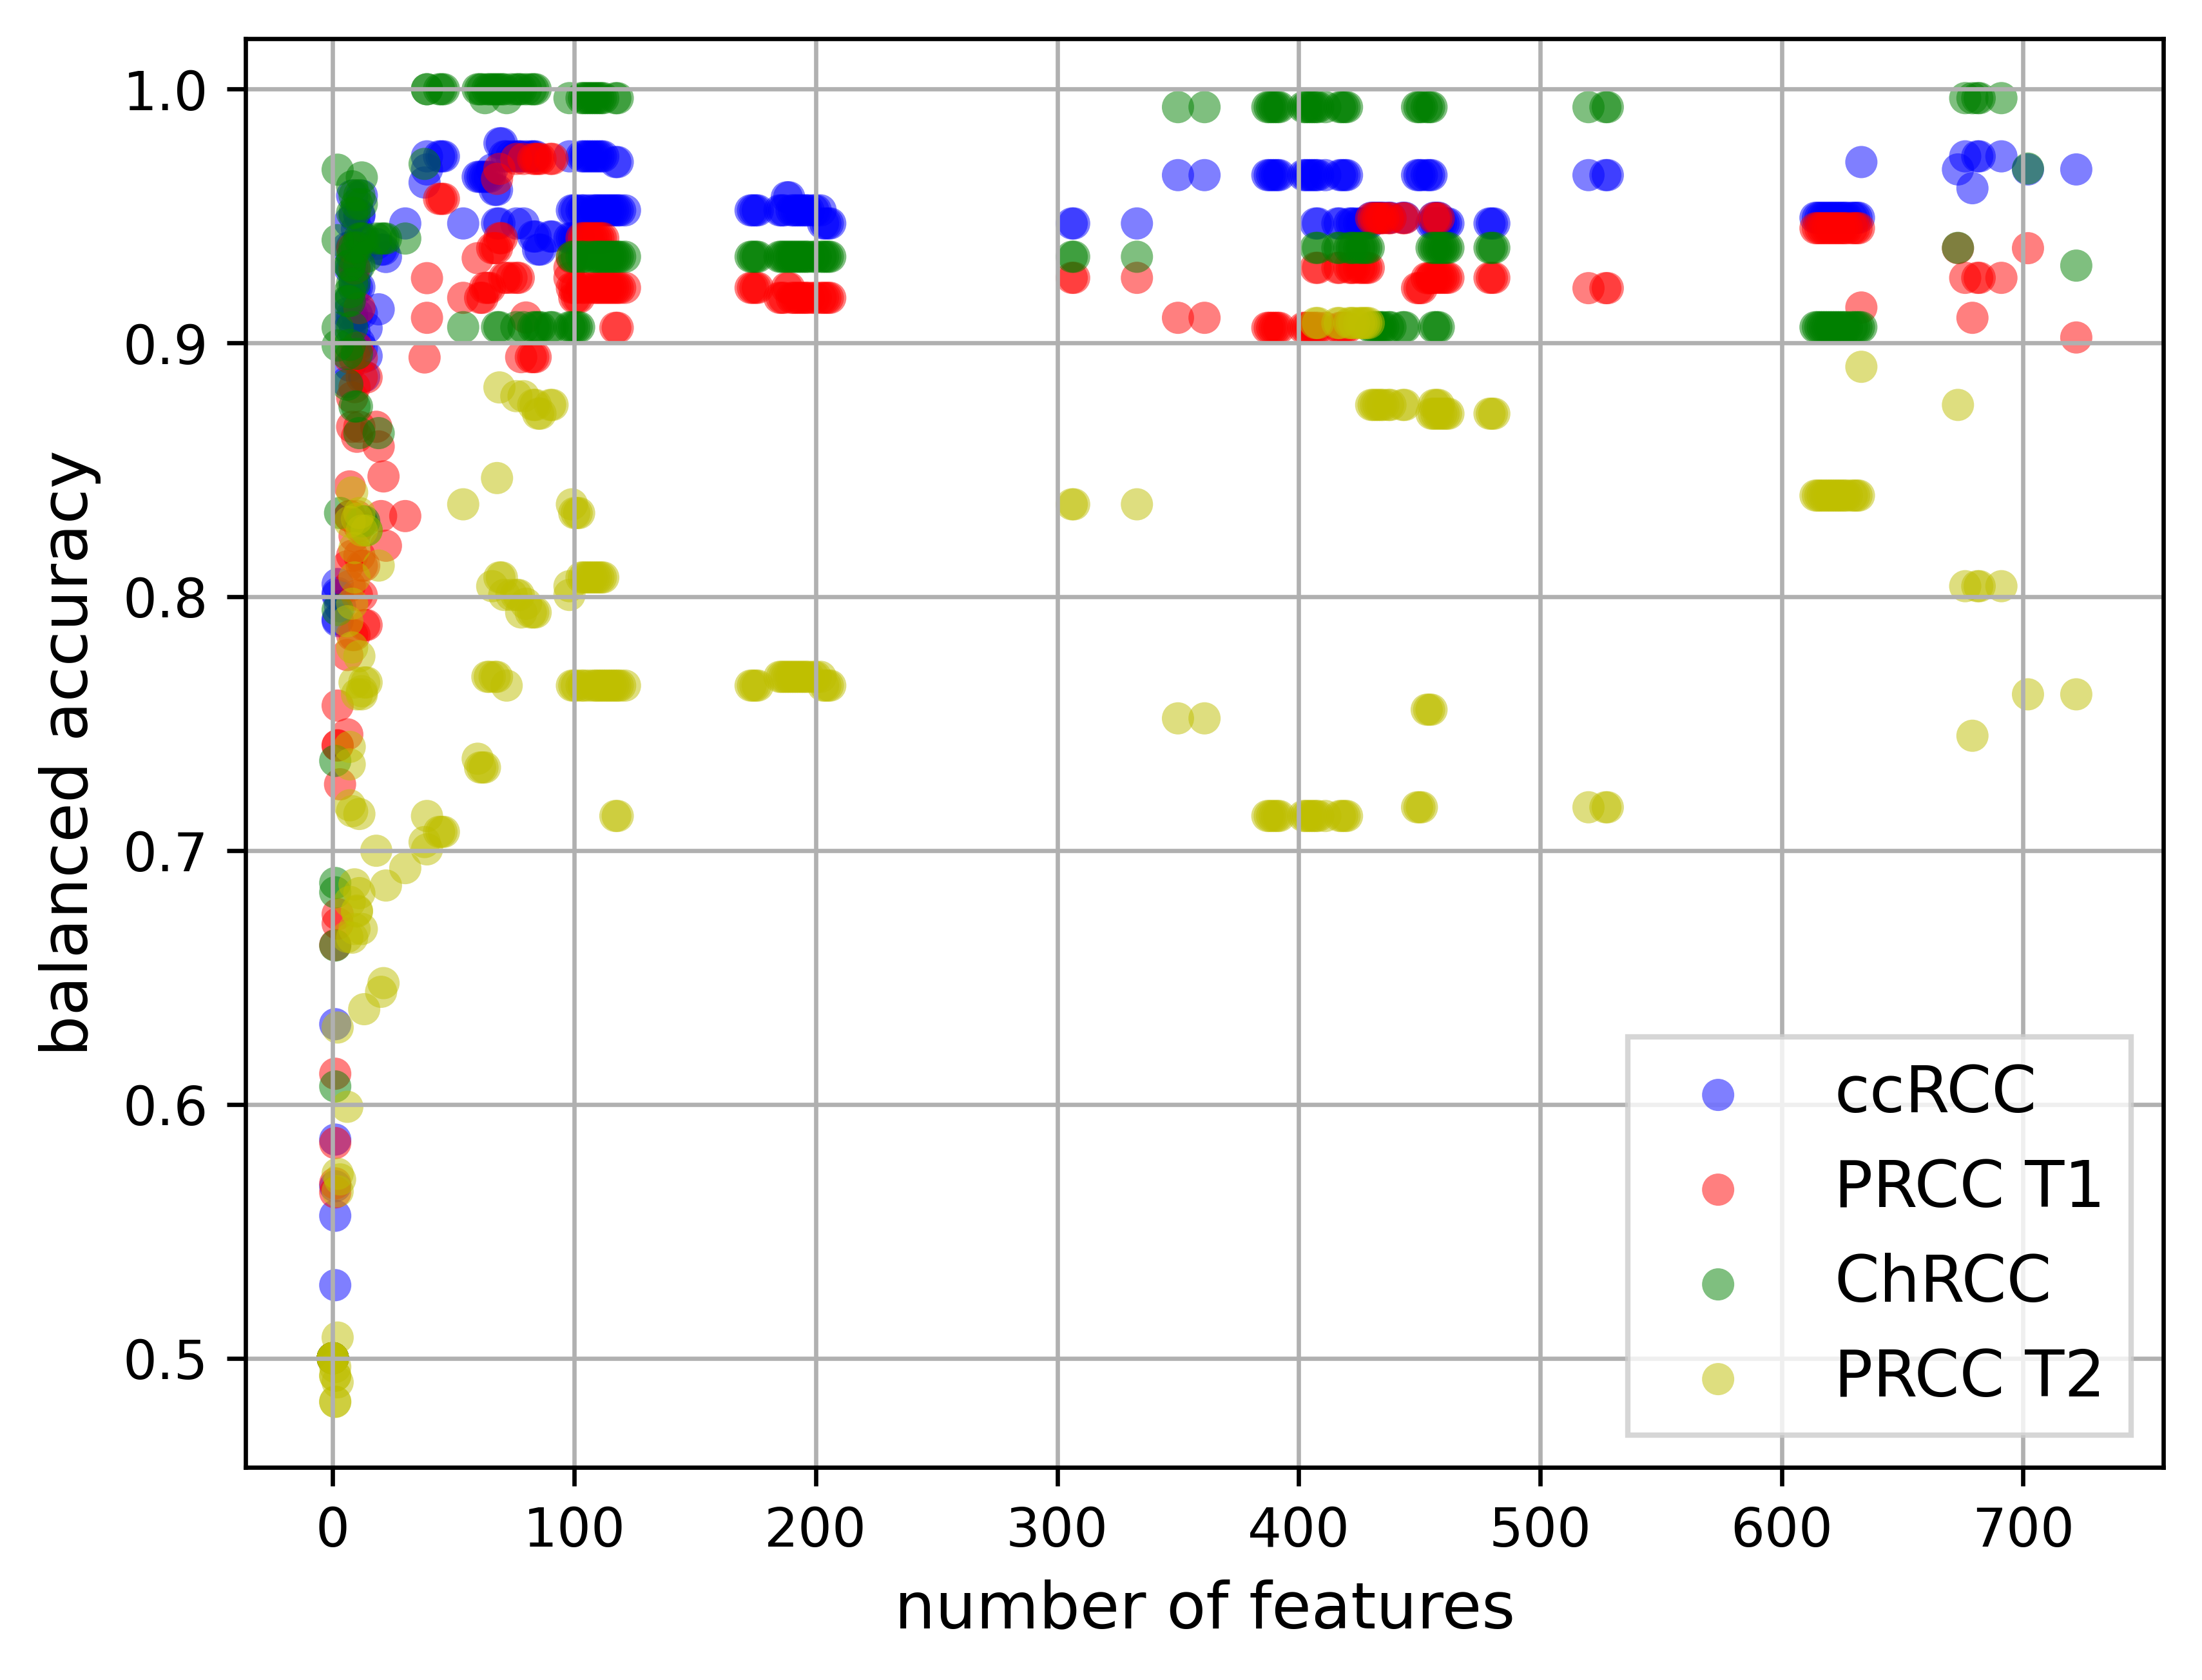 1.0
0.9
0.8
0.7
0.6
0.5
balanced accuracy
ccRCC
PRCC T1
ChRCC
PRCC T2
0 100 200 300 400 500 600 700
number of features